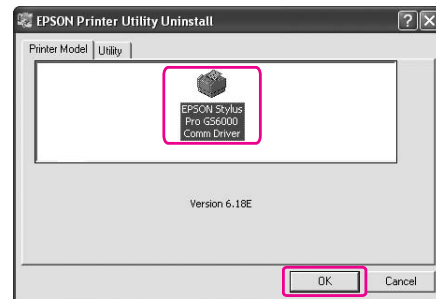 EPSON Printer Utility Uninstall
Printer Model Utility
EPSON Stylus
Pro GS6000
Comm Driver
Version 6.18E
OK Cancel